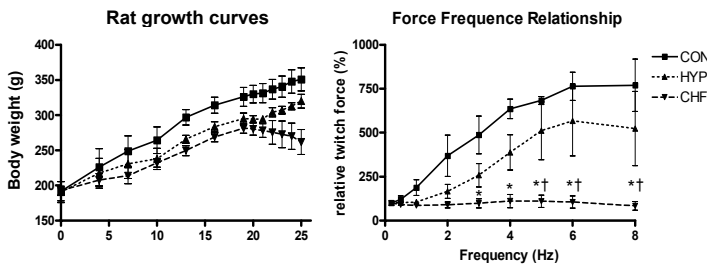 Rat growth curves
Body weight (g)
400
350
300
250
200
150
0
5
10
15
20
25
Force Frequence Relationship
relative twitch force (%)
1000
750
500
250
0
0
2
4
6
8
Frequency (Hz)
* * *† *† *†
CON
HYP
CHF